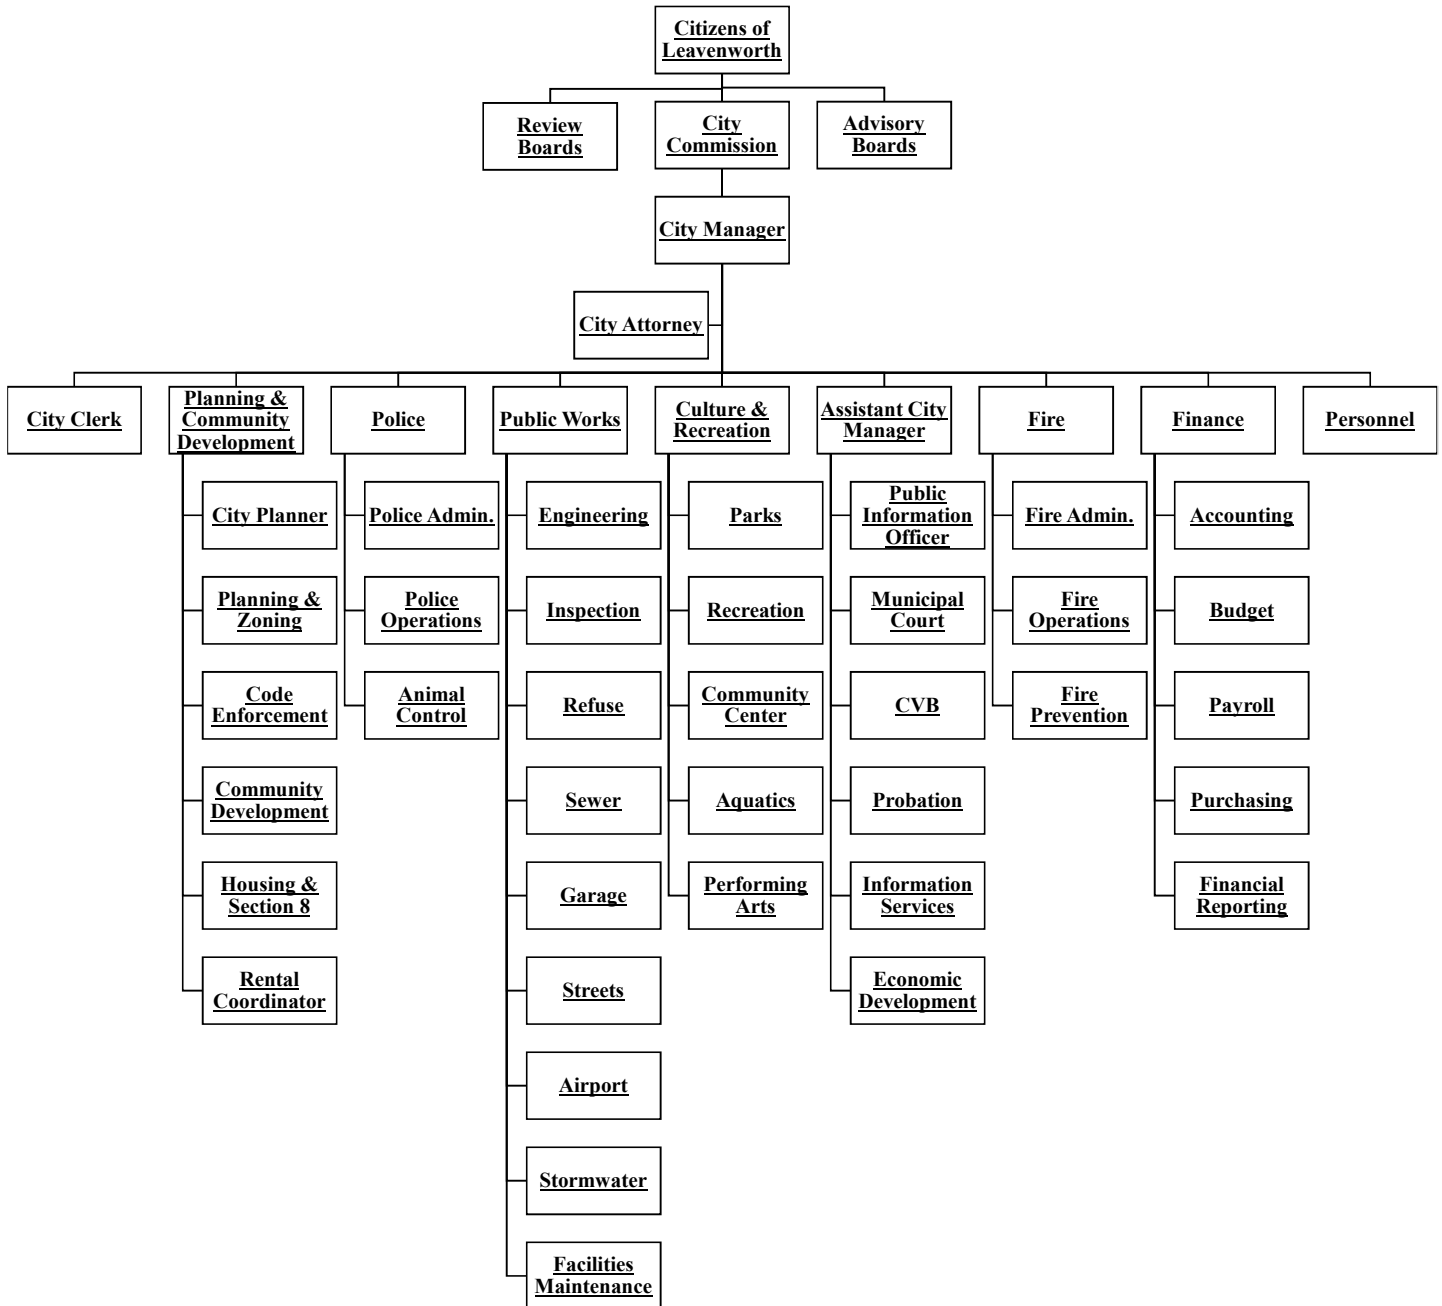 Citizens of
Leavenworth
Review
Boards
City
Commission
Advisory
Boards
City Manager
City Attorney
City Clerk
Planning &
Community
Development
Police
Public Works
Culture &
Recreation
Assistant City
Manager
Fire
Finance
Personnel
City Planner
Planning &
Zoning
Code
Enforcement
Community
Development
Housing &
Section 8
Rental
Coordinator
Police Admin.
Police
Operations
Animal
Control
Engineering
Inspection
Refuse
Sewer
Garage
Streets
Airport
Stormwater
Facilities
Maintenance
Parks
Recreation
Community
Center
Aquatics
Performing
Arts
Public
Information
Officer
Municipal
Court
CVB
Probation
Information
Services
Economic
Development
Fire Admin.
Fire
Operations
Fire
Prevention
Accounting
Budget
Payroll
Purchasing
Financial
Reporting